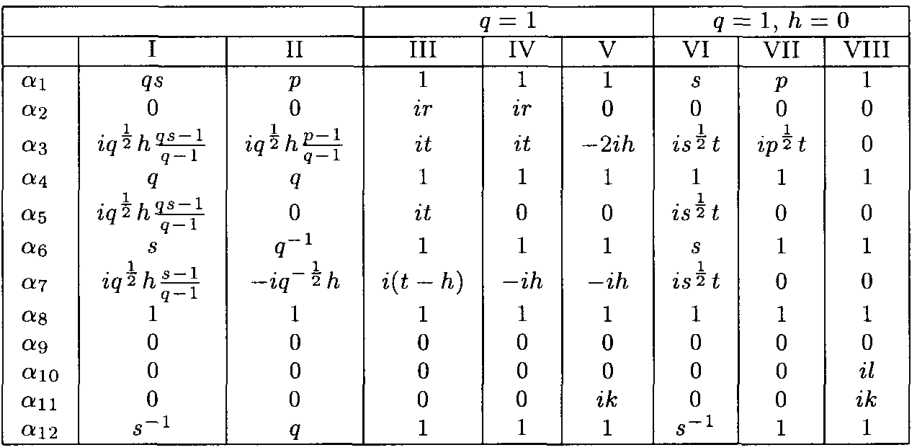 q = 1 q = 1, h = 0
I II III IV V VI VII VIII
α₁ qs p 1 1 1 s p 1
α₂ 0 0 ir ir 0 0 0 0
α₃ iq^{1/2}h\frac{qs−1}{q−1} iq^{1/2}h\frac{p−1}{q−1} it it −2ih is^{1/2}t ip^{1/2}t 0
α₄ q q 1 1 1 1 1 1
α₅ iq^{1/2}h\frac{qs−1}{q−1} 0 it 0 0 is^{1/2}t 0 0
α₆ s q^{−1} 1 1 1 s 1 1
α₇ iq^{1/2}h\frac{s−1}{q−1} −iq^{−1/2}h i(t − h) −ih −ih is^{1/2}t 0 0
α₈ 1 1 1 1 1 1 1 1
α₉ 0 0 0 0 0 0 0 0
α₁₀ 0 0 0 0 0 0 0 il
α₁₁ 0 0 0 0 ik 0 0 ik
α₁₂ s^{−1} q 1 1 1 s^{−1} 1 1